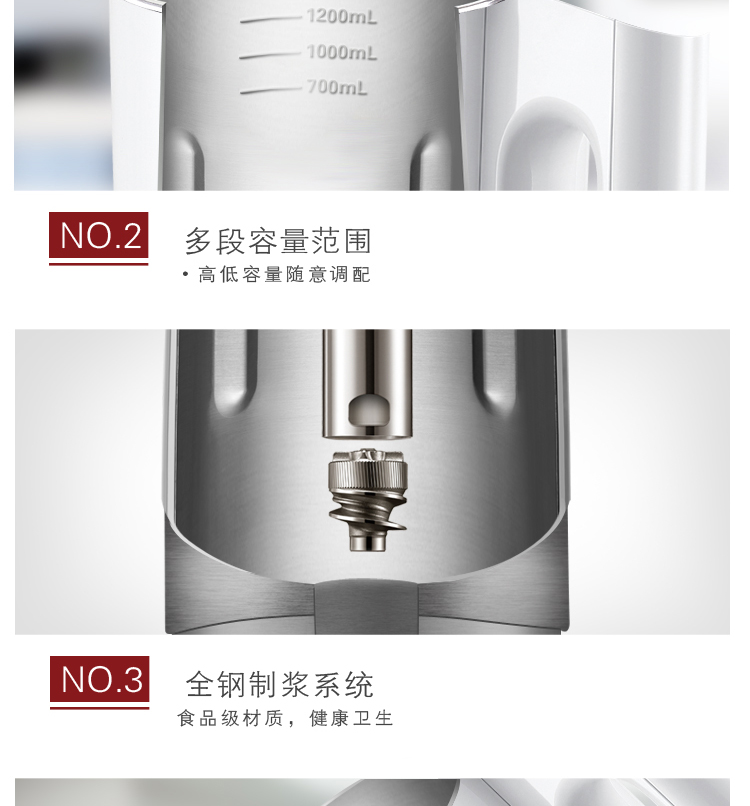 1200mL
1000mL
700mL
NO.2
多段容量范围
• 高低容量随意调配
NO.3
全钢制浆系统
食品级材质，健康卫生